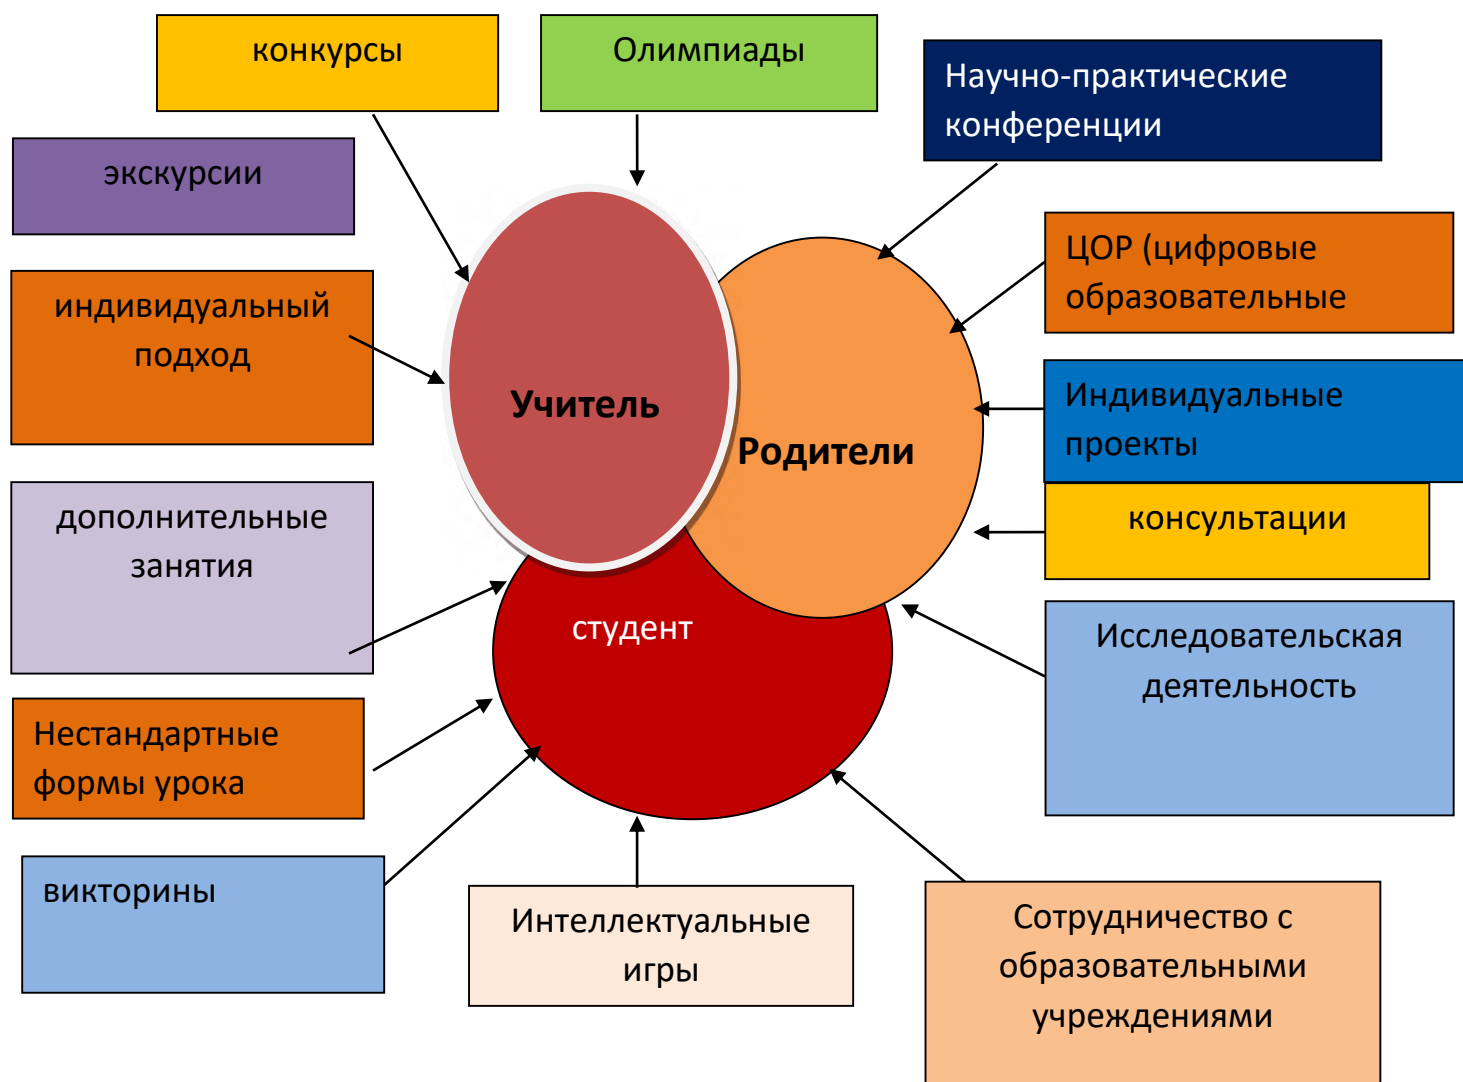 конкурсы
Олимпиады
Научно-практические
конференции
экскурсии
ЦОР (цифровые
образовательные
индивидуальный
подход
Индивидуальные
проекты
Учитель
Родители
дополнительные
занятия
консультации
студент
Исследовательская
деятельность
Нестандартные
формы урока
викторины
Интеллектуальные
игры
Сотрудничество с
образовательными
учреждениями